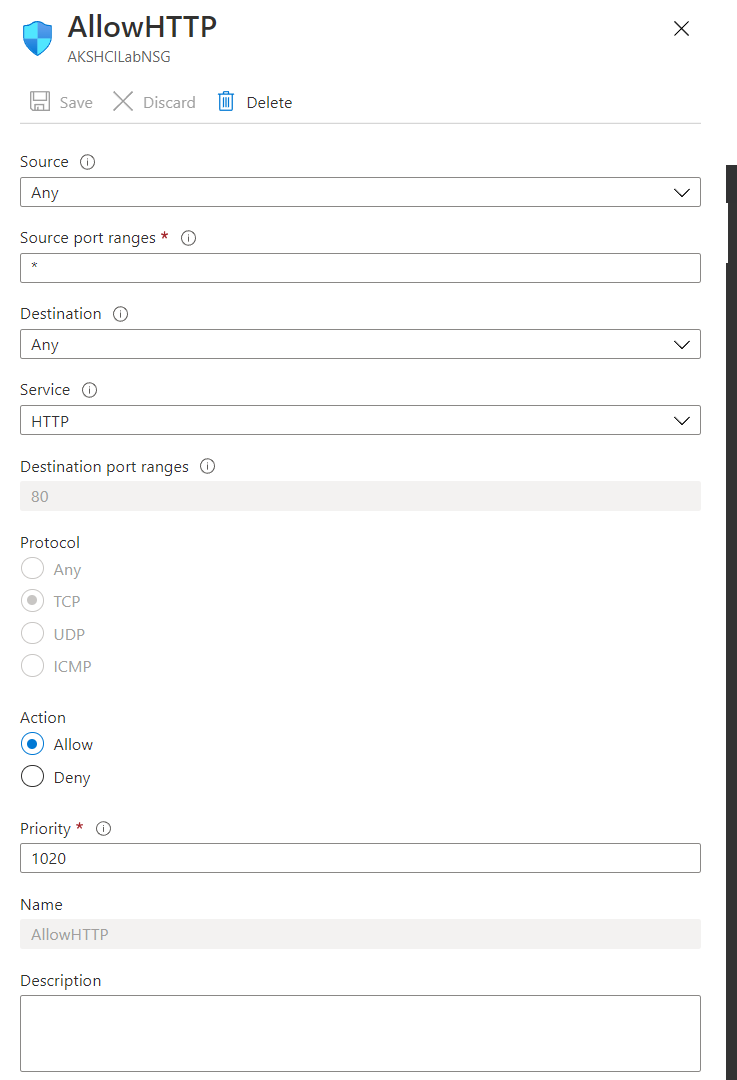 AllowHTTP
AKSHCILabNSG
Save Discard Delete
Source
Any
Source port ranges *
*
Destination
Any
Service
HTTP
Destination port ranges
80
Protocol
Any
TCP
UDP
ICMP
Action
Allow
Deny
Priority *
1020
Name
AllowHTTP
Description